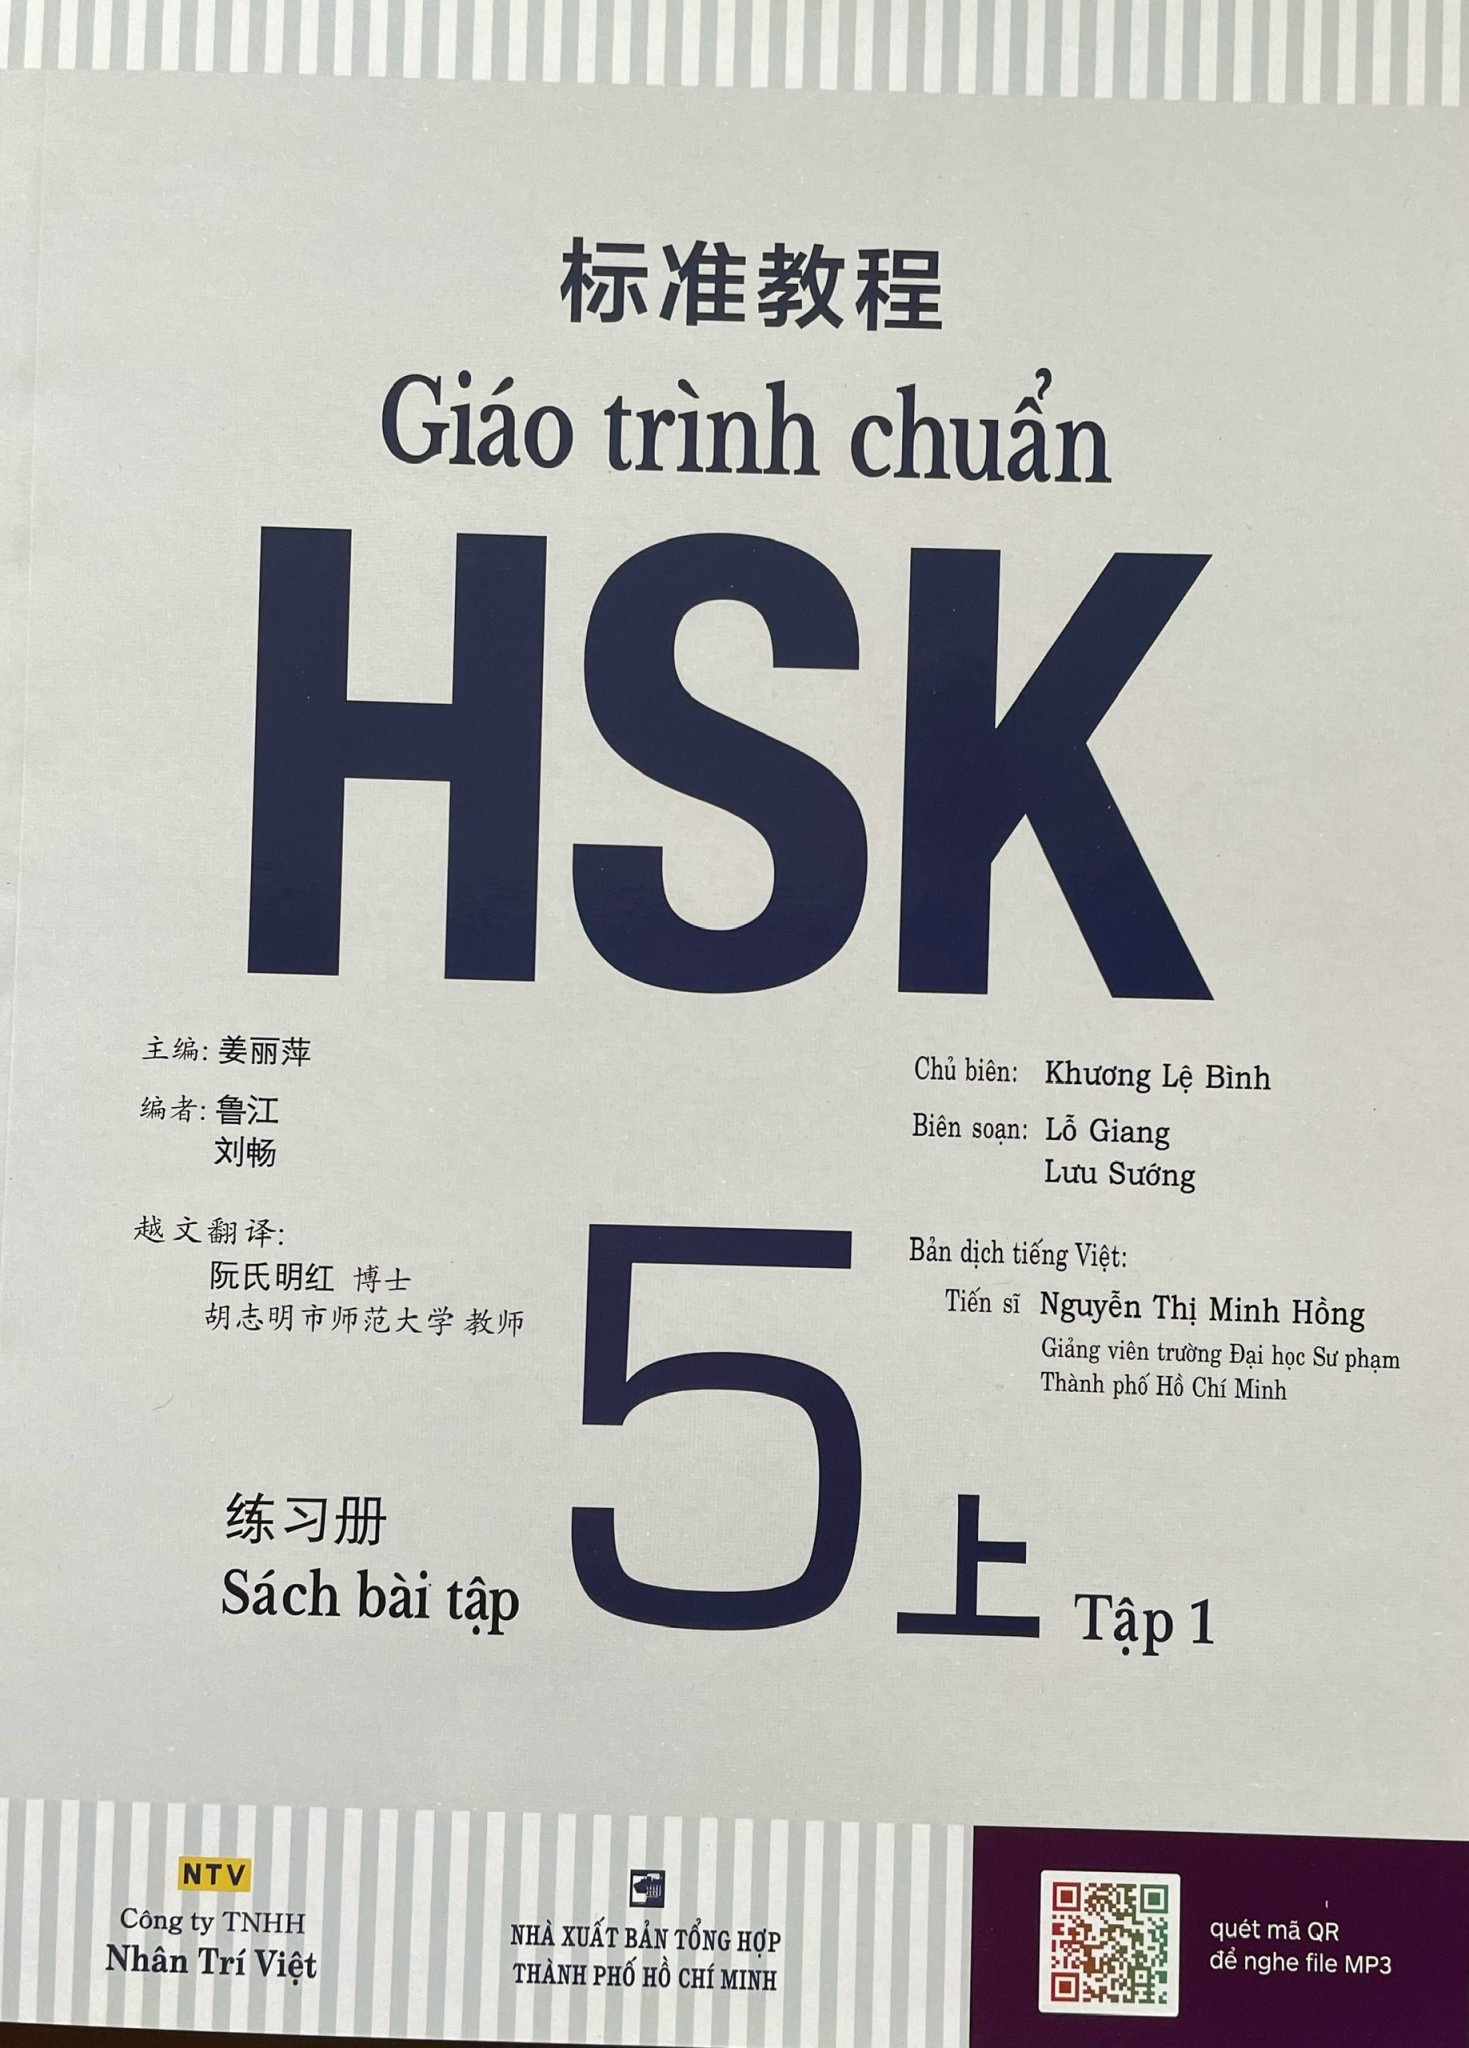 标准教程
Giáo trình chuẩn
HSK
主编: 姜丽萍
编者: 鲁江
刘畅
越文翻译:
阮氏明红 博士
胡志明市师范大学 教师
Chủ biên: Khương Lệ Bình
Biên soạn: Lỗ Giang
Lưu Sướng
Bản dịch tiếng Việt:
Tiến sĩ Nguyễn Thị Minh Hồng
Giảng viên trường Đại học Sư phạm
Thành phố Hồ Chí Minh
练习册
Sách bài tập
5上 Tập 1
NTV
Công ty TNHH
Nhân Trí Việt
NHÀ XUẤT BẢN TỔNG HỢP
THÀNH PHỐ HỒ CHÍ MINH
quét mã QR
để nghe file MP3